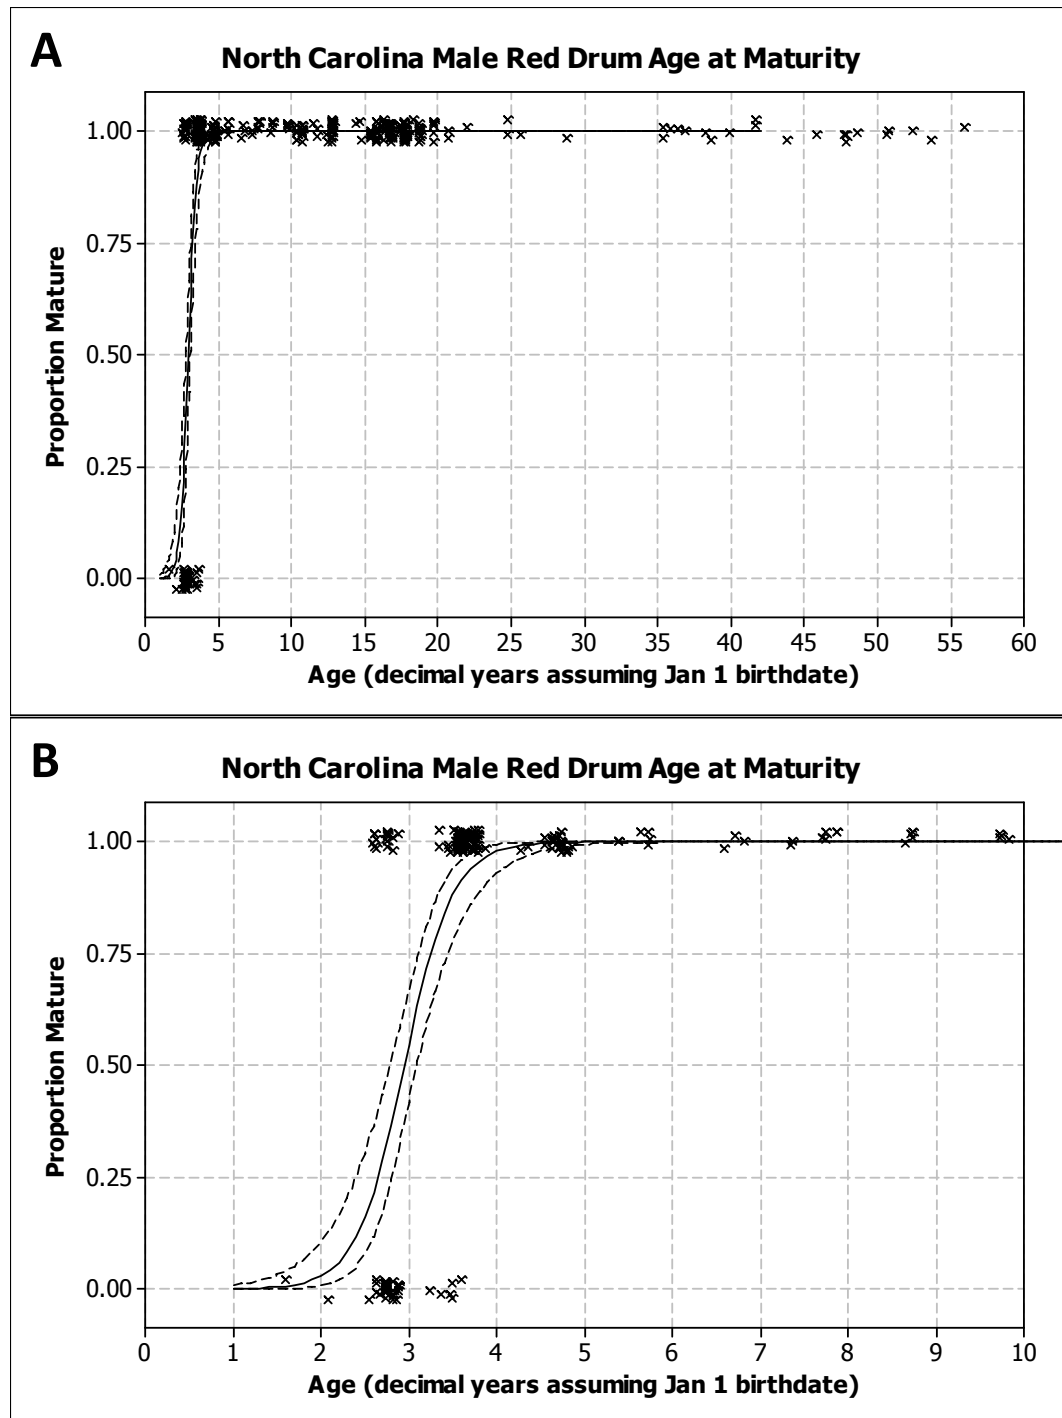 A
North Carolina Male Red Drum Age at Maturity
1.00
0.75
0.50
0.25
0.00
Proportion Mature
0 5 10 15 20 25 30 35 40 45 50 55 60
Age (decimal years assuming Jan 1 birthdate)
B
North Carolina Male Red Drum Age at Maturity
1.00
0.75
0.50
0.25
0.00
Proportion Mature
0 1 2 3 4 5 6 7 8 9 10
Age (decimal years assuming Jan 1 birthdate)